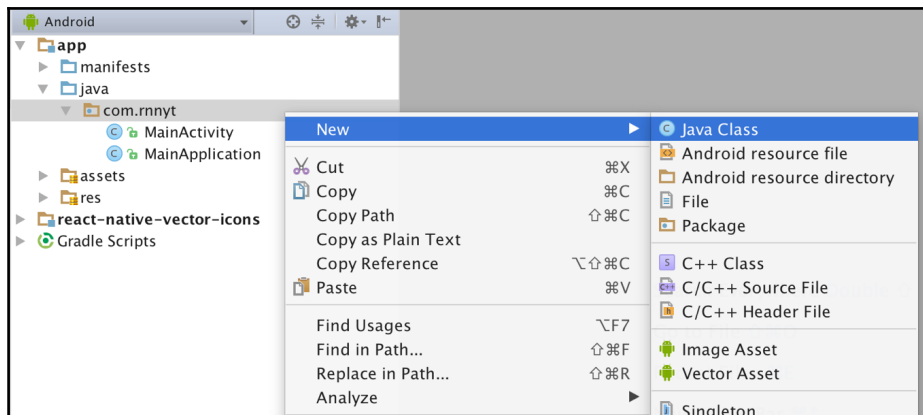 Android
app
manifests
java
com.rnnyt
MainActivity
MainApplication
assets
res
react-native-vector-icons
Gradle Scripts
New
Cut ⌘X
Copy ⌘C
Copy Path ⇧⌘C
Copy as Plain Text
Copy Reference ⌥⇧⌘C
Paste ⌘V
Find Usages ⌥F7
Find in Path... ⇧⌘F
Replace in Path... ⇧⌘R
Analyze
Java Class
Android resource file
Android resource directory
File
Package
C++ Class
C/C++ Source File
C/C++ Header File
Image Asset
Vector Asset
Singleton